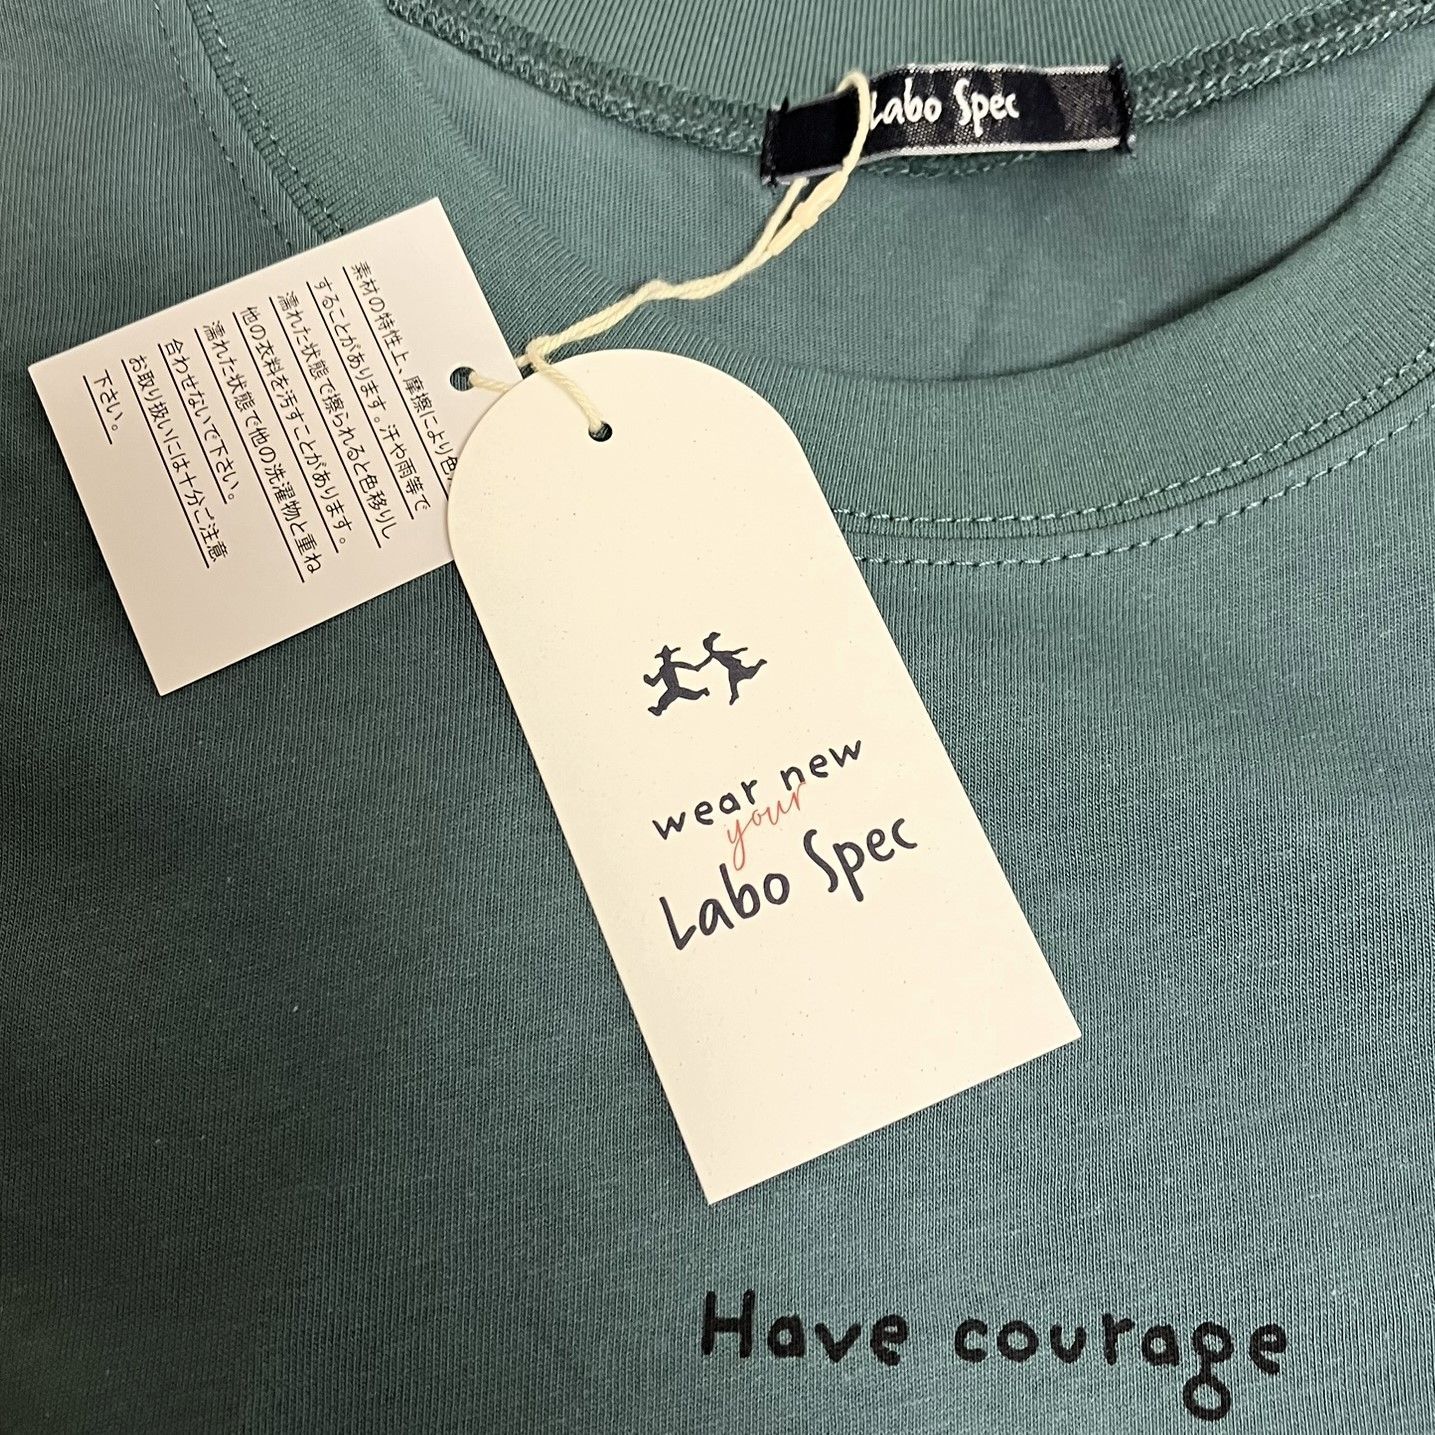 Labo Spec
素材の特性上、摩擦により色
することがあります。汗や雨等で
濡れた状態で擦られると色移りし
他の衣料を汚すことがあります。
濡れた状態で他の洗濯物と重ね
合わせないで下さい。
お取り扱いには十分ご注意
下さい。
wear new
your
Labo Spec
Have courage